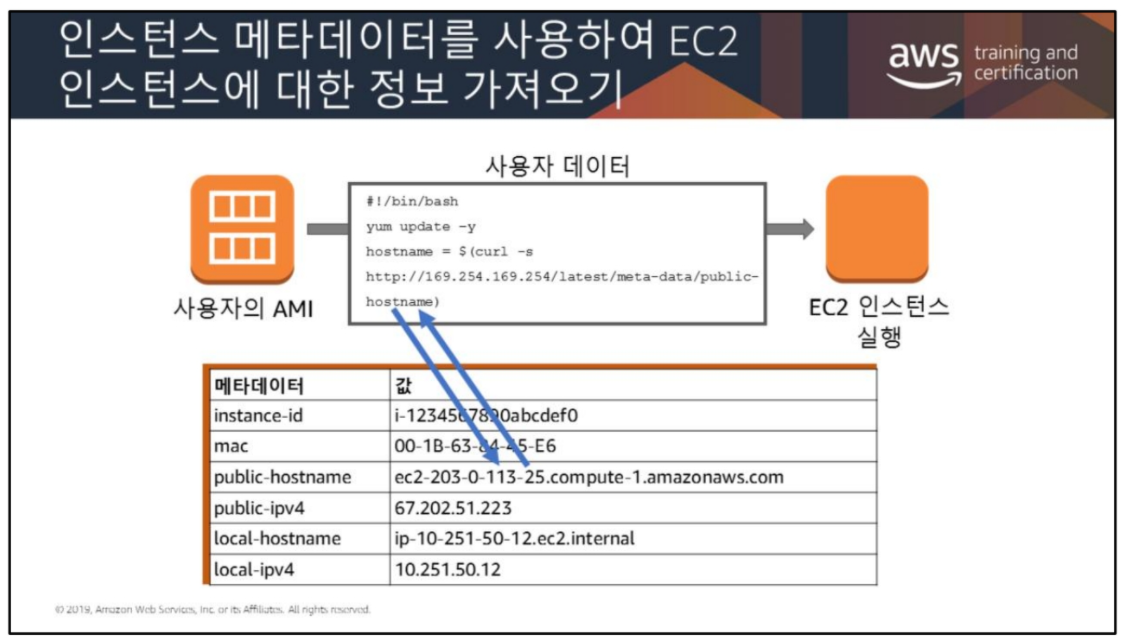 인스턴스 메타데이터를 사용하여 EC2
인스턴스에 대한 정보 가져오기
aws training and
certification
사용자 데이터
#!/bin/bash
yum update -y
hostname = $(curl -s
http://169.254.169.254/latest/meta-data/public-
hostname)
사용자의 AMI
EC2 인스턴스
실행
메타데이터 값
instance-id i-1234567890abcdef0
mac 00-1B-63-84-45-E6
public-hostname ec2-203-0-113-25.compute-1.amazonaws.com
public-ipv4 67.202.51.223
local-hostname ip-10-251-50-12.ec2.internal
local-ipv4 10.251.50.12
© 2019, Amazon Web Services, Inc. or its Affiliates. All rights reserved.